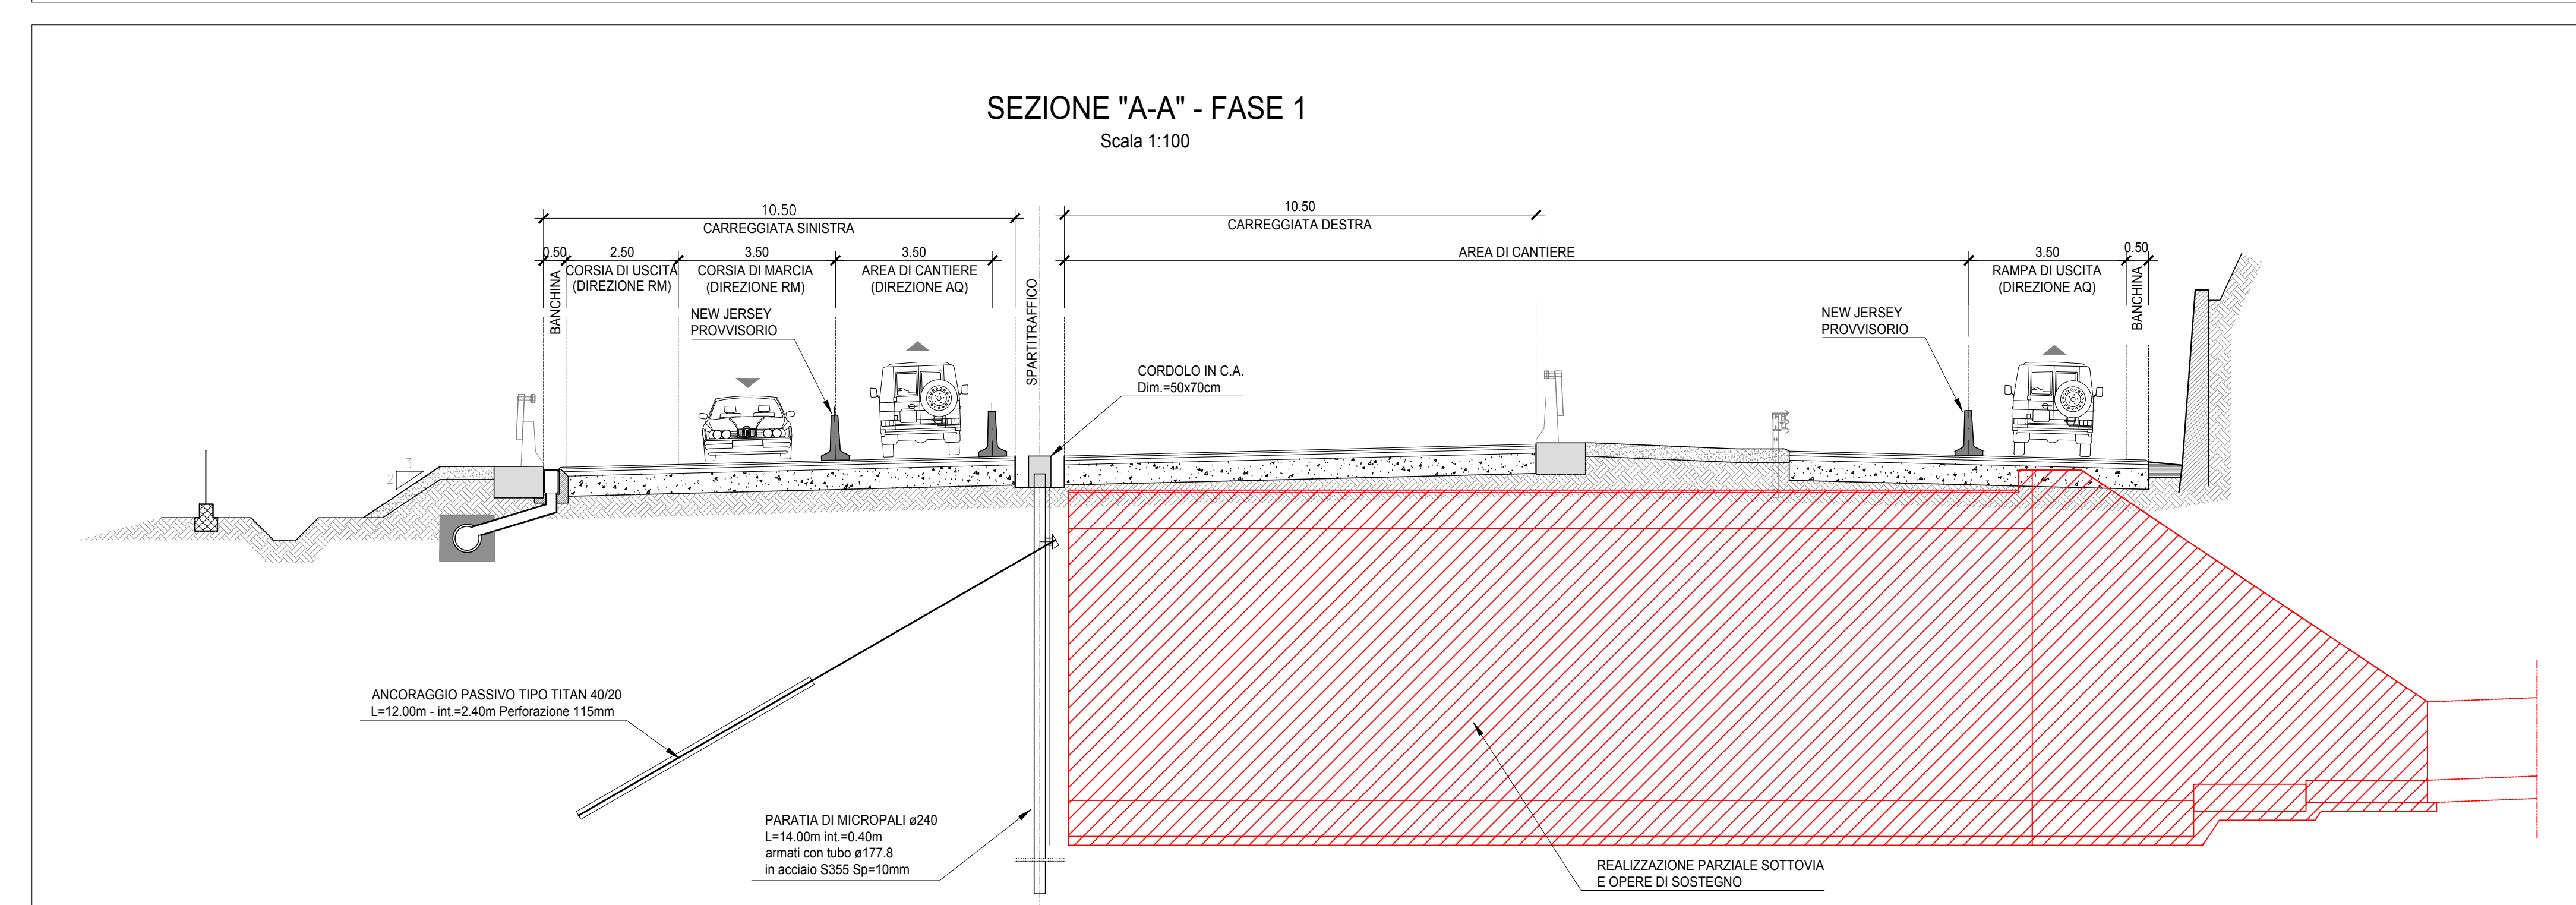 SEZIONE "A-A" - FASE 1
Scala 1:100
10.50
CARREGGIATA SINISTRA
10.50
CARREGGIATA DESTRA
0.50
BANCHINA
2.50
CORSIA DI USCITA
(DIREZIONE RM)
3.50
CORSIA DI MARCIA
(DIREZIONE RM)
3.50
AREA DI CANTIERE
(DIREZIONE AQ)
SPARTITRAFFICO
AREA DI CANTIERE
3.50
RAMPA DI USCITA
(DIREZIONE AQ)
0.50
BANCHINA
NEW JERSEY
PROVVISORIO
NEW JERSEY
PROVVISORIO
CORDOLO IN C.A.
Dim.=50x70cm
3
2
ANCORAGGIO PASSIVO TIPO TITAN 40/20
L=12.00m - int.=2.40m Perforazione 115mm
PARATIA DI MICROPALI ø240
L=14.00m int.=0.40m
armati con tubo ø177.8
in acciaio S355 Sp=10mm
REALIZZAZIONE PARZIALE SOTTOVIA
E OPERE DI SOSTEGNO